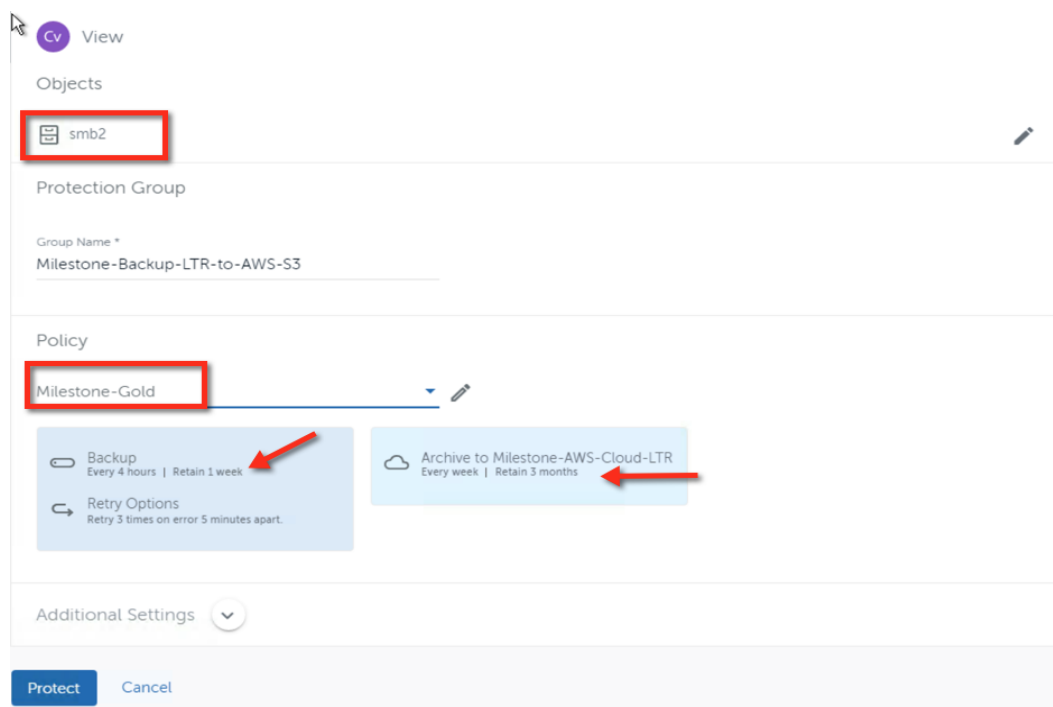 Cv View
Objects
smb2
Protection Group
Group Name *
Milestone-Backup-LTR-to-AWS-S3
Policy
Milestone-Gold
Backup
Every 4 hours | Retain 1 week
Retry Options
Retry 3 times on error 5 minutes apart.
Archive to Milestone-AWS-Cloud-LTR
Every week | Retain 3 months
Additional Settings
Protect Cancel